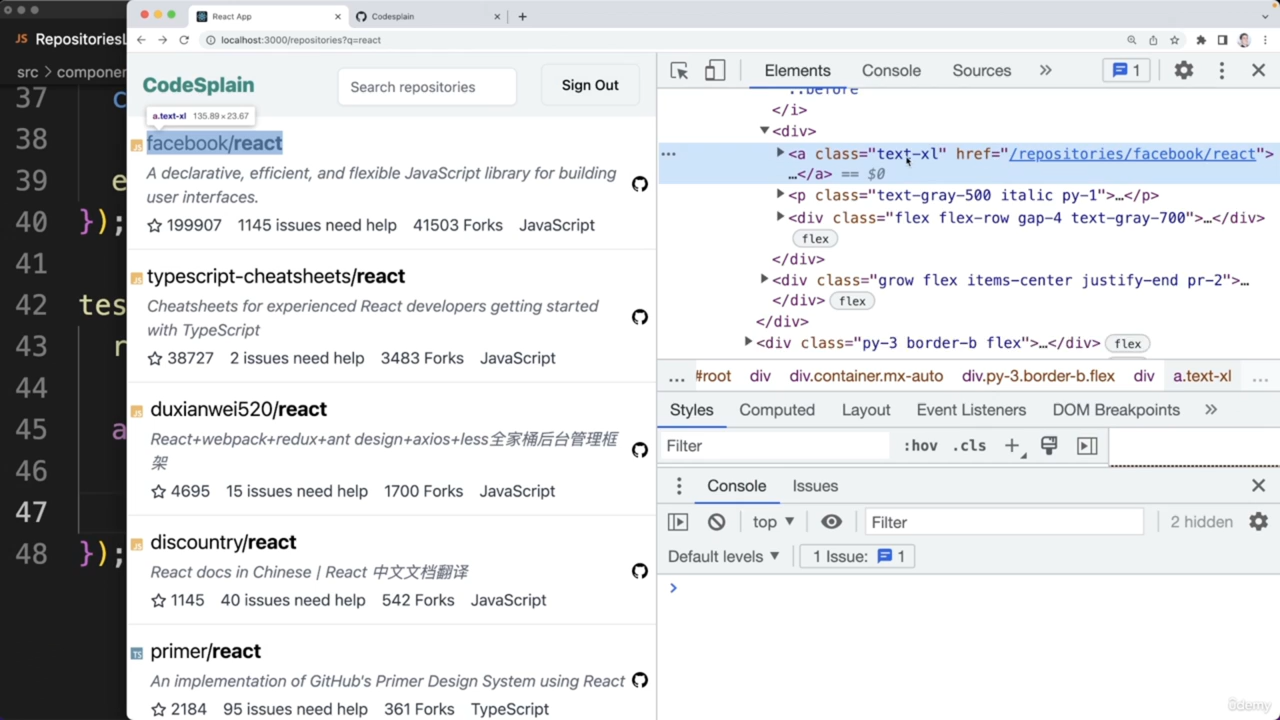 React App
Codesplain
localhost:3000/repositories?q=react
JS RepositoriesL
src > componen
37
38
39
40 });
41
42 tes
43
44
45
46
47
48 });
CodeSplain
Search repositories
Sign Out
a.text-xl 135.89 × 23.67
facebook/react
A declarative, efficient, and flexible JavaScript library for building
user interfaces.
199907 1145 issues need help 41503 Forks JavaScript
typescript-cheatsheets/react
Cheatsheets for experienced React developers getting started
with TypeScript
38727 2 issues need help 3483 Forks JavaScript
duxianwei520/react
React+webpack+redux+ant design+axios+less全家桶后台管理框
架
4695 15 issues need help 1700 Forks JavaScript
discountry/react
React docs in Chinese | React 中文文档翻译
1145 40 issues need help 542 Forks JavaScript
primer/react
An implementation of GitHub's Primer Design System using React
2184 95 issues need help 361 Forks TypeScript
Elements Console Sources » 1
::before
</i>
<div>
<a class="text-xl" href="/repositories/facebook/react">
…</a> == $0
<p class="text-gray-500 italic py-1">…</p>
<div class="flex flex-row gap-4 text-gray-700">…</div>
flex
</div>
<div class="grow flex items-center justify-end pr-2">…
</div> flex
</div>
<div class="py-3 border-b flex">…</div> flex
… #root div div.container.mx-auto div.py-3.border-b.flex div a.text-xl …
Styles Computed Layout Event Listeners DOM Breakpoints »
Filter :hov .cls +
Console Issues
top Filter 2 hidden
Default levels 1 Issue: 1
>
ûdemy